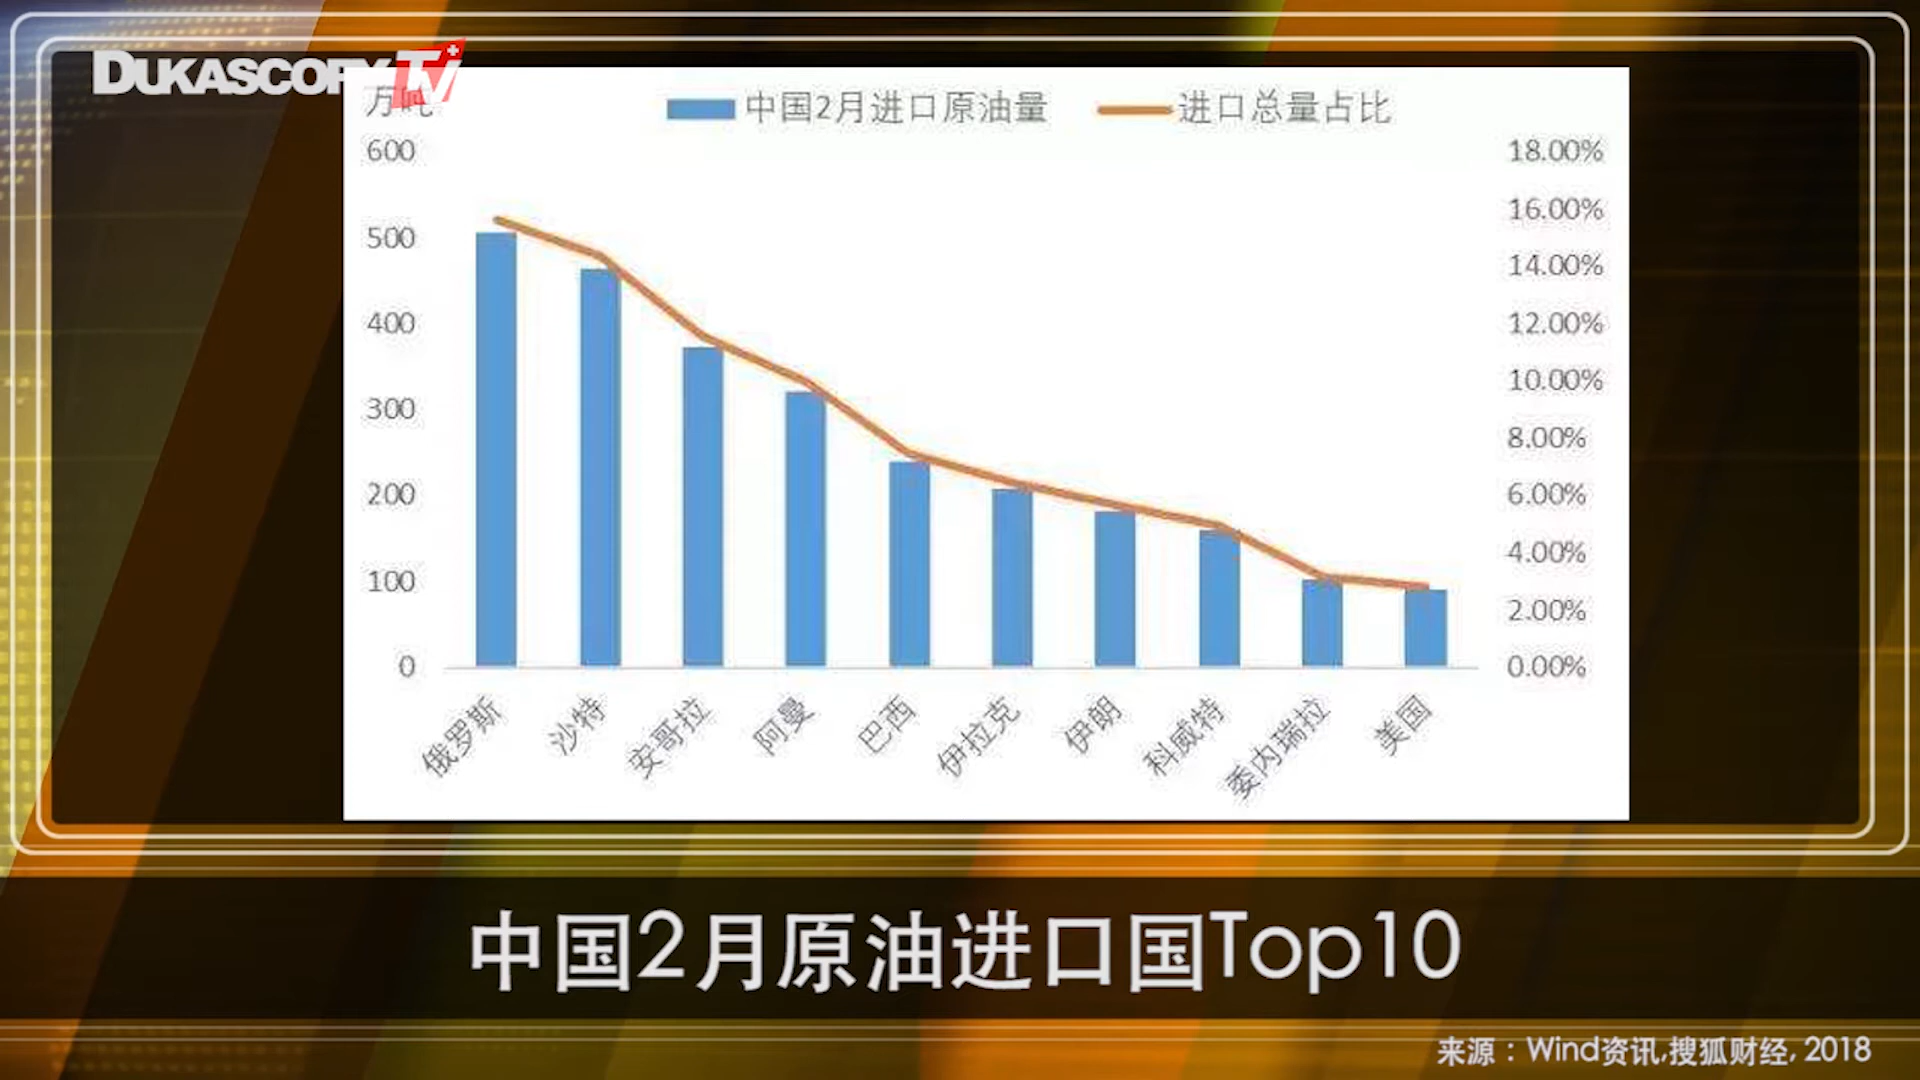 DUKASCOPY TV
万吨
中国2月进口原油量 进口总量占比
600
500
400
300
200
100
0
18.00%
16.00%
14.00%
12.00%
10.00%
8.00%
6.00%
4.00%
2.00%
0.00%
俄罗斯
沙特
安哥拉
阿曼
巴西
伊拉克
伊朗
科威特
委内瑞拉
美国
中国2月原油进口国Top10
来源：Wind资讯,搜狐财经, 2018